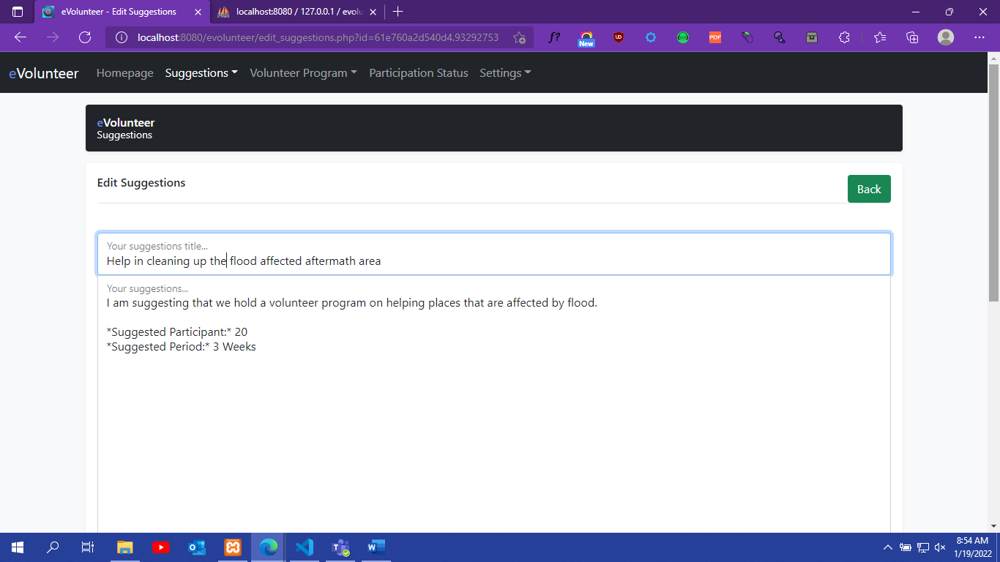 eVolunteer - Edit Suggestions
localhost:8080 / 127.0.0.1 / evolu
localhost:8080/evolunteer/edit_suggestions.php?id=61e760a2d540d4.93292753
f?
New
UD
PDF
eVolunteer Homepage Suggestions Volunteer Program Participation Status Settings
eVolunteer
Suggestions
Edit Suggestions
Back
Your suggestions title...
Help in cleaning up the flood affected aftermath area
Your suggestions...
I am suggesting that we hold a volunteer program on helping places that are affected by flood.
*Suggested Participant:* 20
*Suggested Period:* 3 Weeks
8:54 AM
1/19/2022